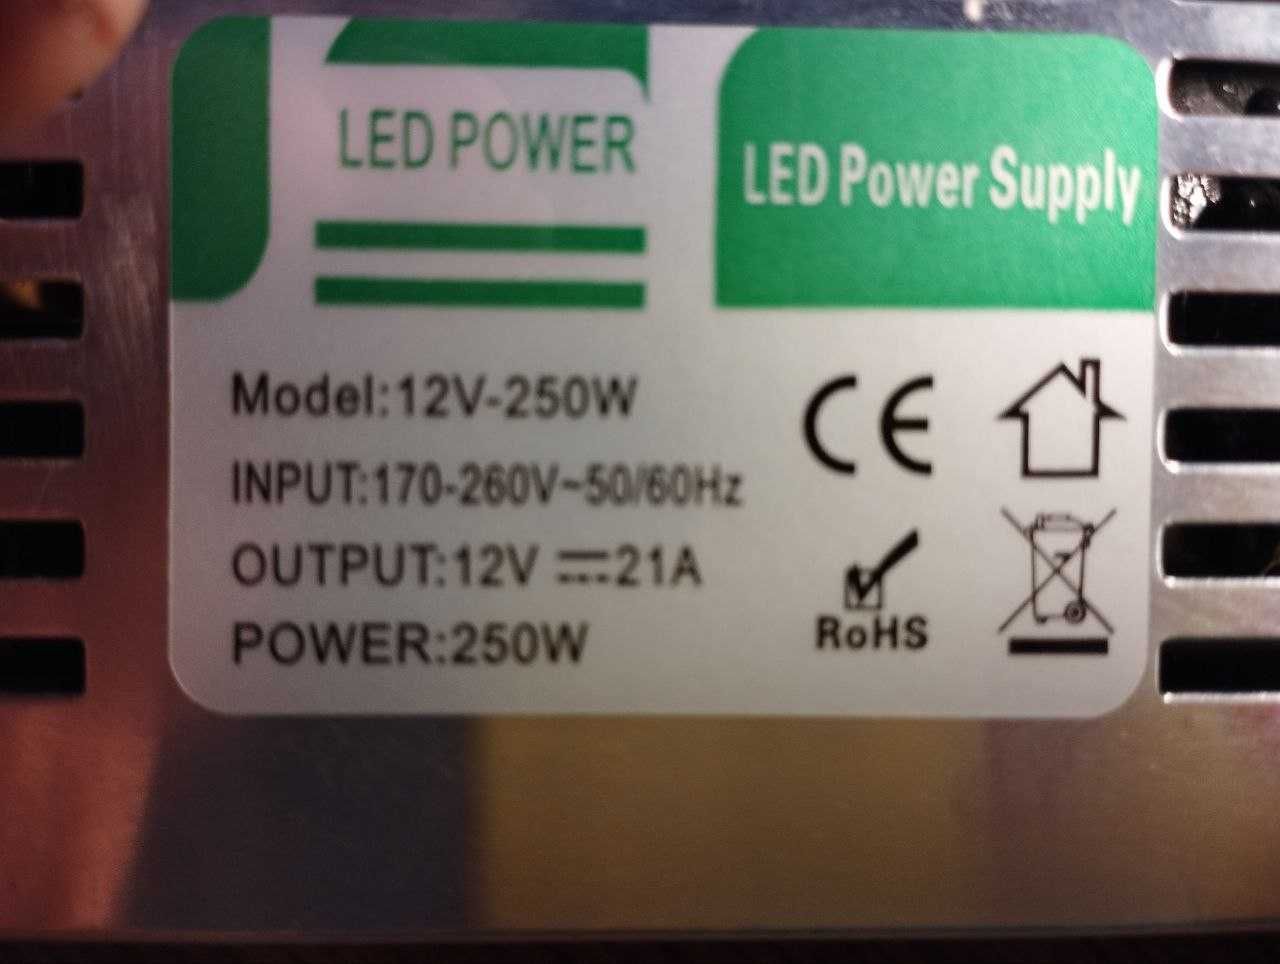 LED POWER
LED Power Supply
Model:12V-250W
INPUT:170-260V~50/60Hz
OUTPUT:12V ⎓21A
POWER:250W
CE
RoHS